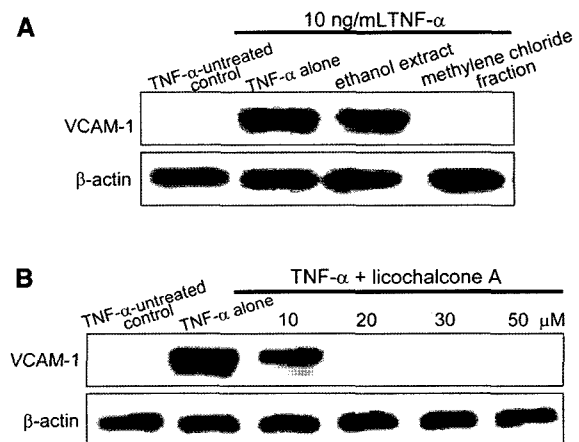 A
10 ng/mLTNF-α
TNF-α-untreated
control
TNF-α alone
ethanol extract
methylene chloride
fraction
VCAM-1
β-actin
B
TNF-α + licochalcone A
TNF-α-untreated
control
TNF-α alone
10 20 30 50 μM
VCAM-1
β-actin